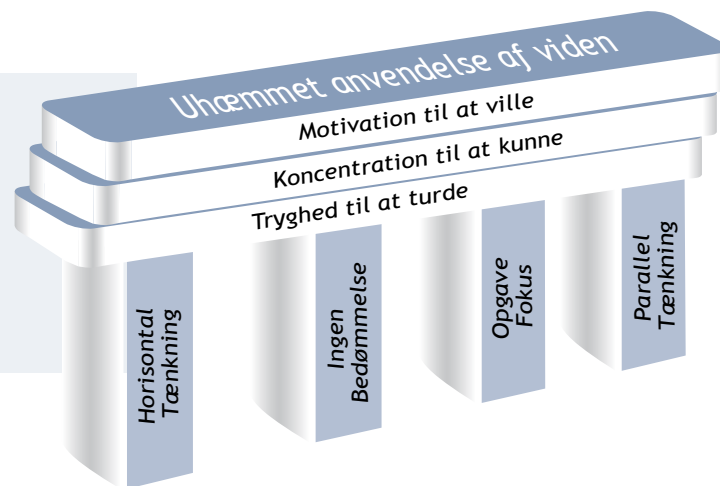 Uhæmmet anvendelse af viden
Motivation til at ville
Koncentration til at kunne
Tryghed til at turde
Horisontal
Tænkning
Ingen
Bedømmelse
Opgave
Fokus
Parallel
Tænkning